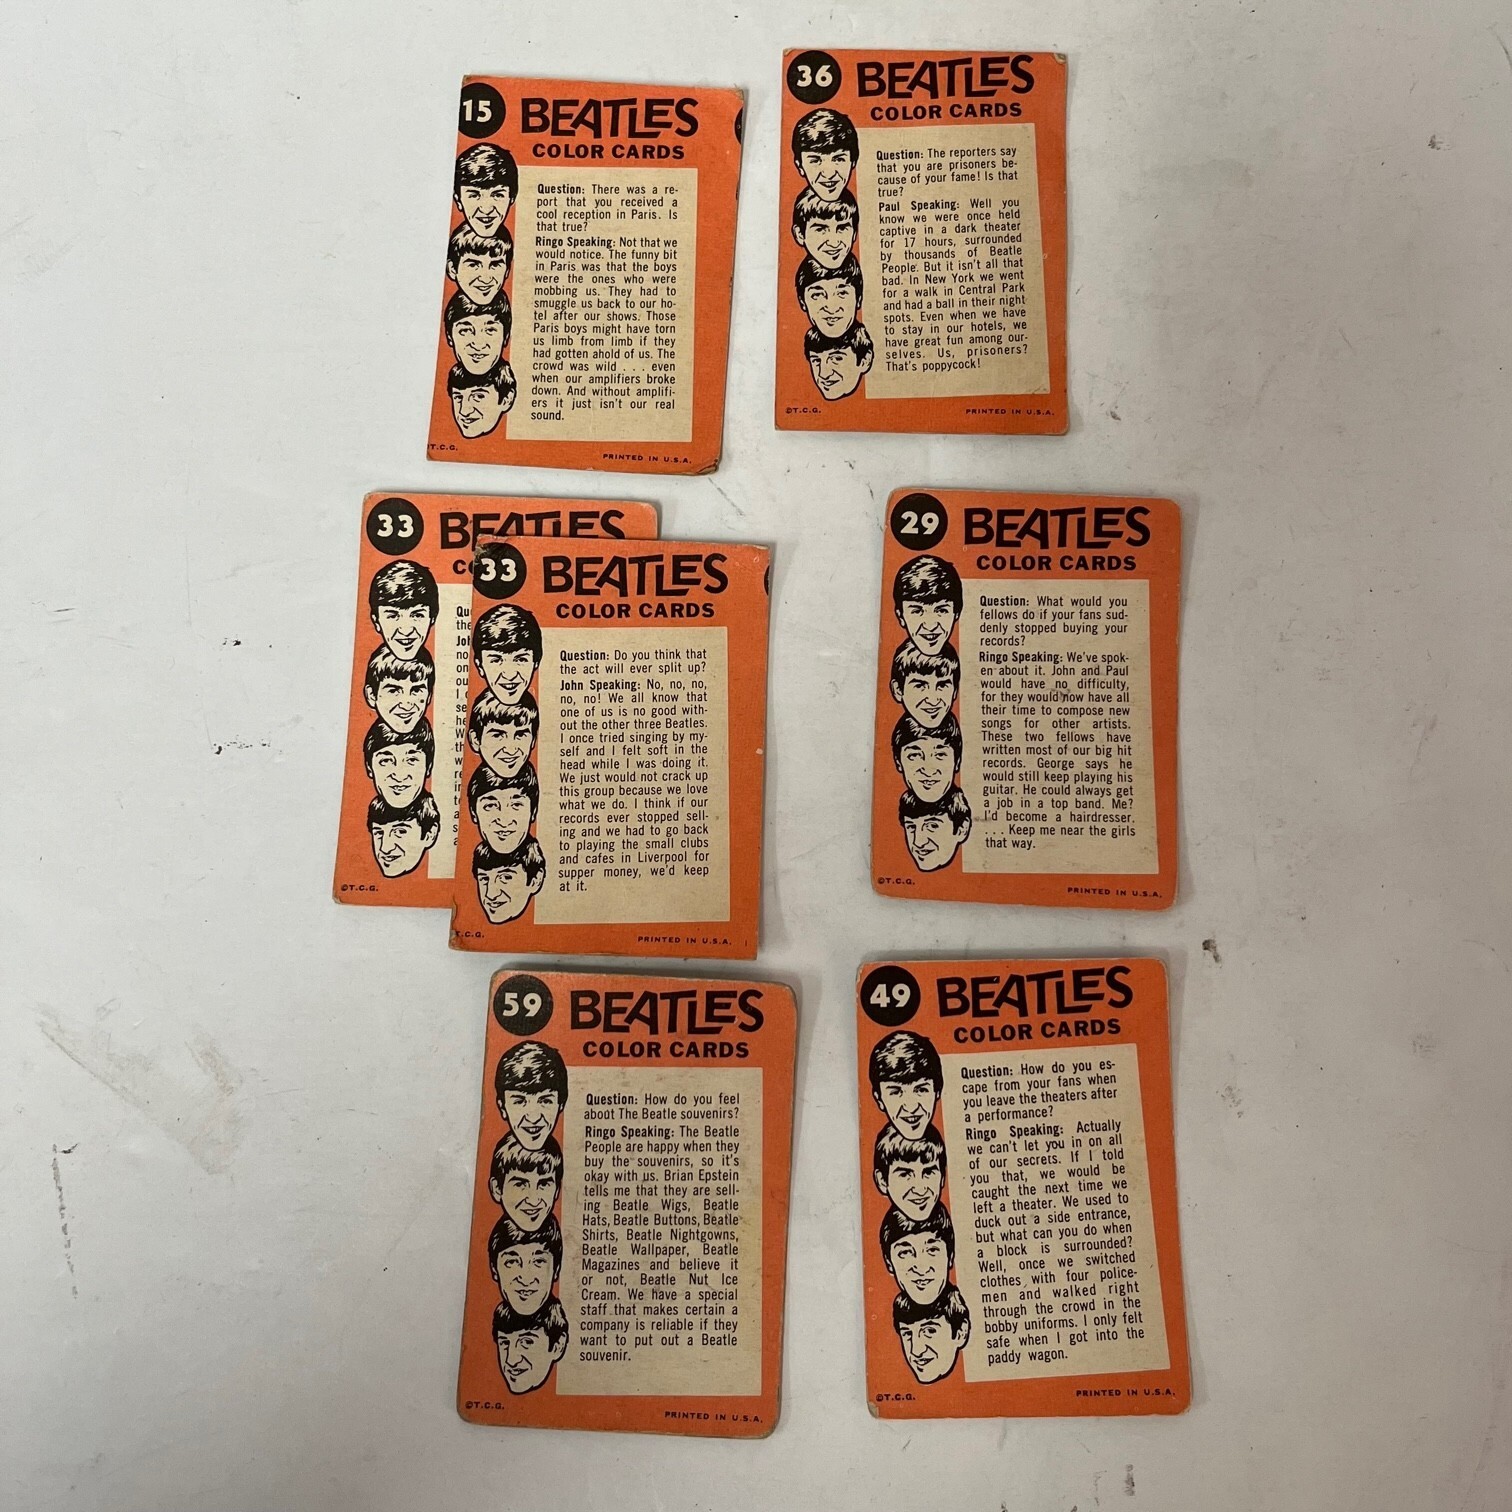 15
BEATLES
COLOR CARDS
Question: There was a re-
port that you received a
cool reception in Paris. Is
that true?
Ringo Speaking: Not that we
would notice. The funny bit
in Paris was that the boys
were the ones who were
mobbing us. They had to
smuggle us back to our ho-
tel after our shows. Those
Paris boys might have torn
us limb from limb if they
had gotten ahold of us. The
crowd was wild . . . even
when our amplifiers broke
down. And without amplifi-
ers it just isn't our real
sound.
T.C.G.
PRINTED IN U.S.A.
36
BEATLES
COLOR CARDS
Question: The reporters say
that you are prisoners be-
cause of your fame! Is that
true?
Paul Speaking: Well you
know we were once held
captive in a dark theater
for 17 hours, surrounded
by thousands of Beatle
People. But it isn't all that
bad. In New York we went
for a walk in Central Park
and had a ball in their night
spots. Even when we have
to stay in our hotels, we
have great fun among our-
selves. Us, prisoners?
That's poppycock!
©T.C.G.
PRINTED IN U.S.A.
33
BEATLES
CO
Qu
the
Joh
no
on
ou
I o
se
he
W
th
w
re
in
to
a
s
a
©T.C.G.
33
BEATLES
COLOR CARDS
Question: Do you think that
the act will ever split up?
John Speaking: No, no, no,
no, no! We all know that
one of us is no good with-
out the other three Beatles.
I once tried singing by my-
self and I felt soft in the
head while I was doing it.
We just would not crack up
this group because we love
what we do. I think if our
records ever stopped sell-
ing and we had to go back
to playing the small clubs
and cafes in Liverpool for
supper money, we'd keep
at it.
T.C.G.
PRINTED IN U.S.A.
29
BEATLES
COLOR CARDS
Question: What would you
fellows do if your fans sud-
denly stopped buying your
records?
Ringo Speaking: We've spok-
en about it. John and Paul
would have no difficulty,
for they would now have all
their time to compose new
songs for other artists.
These two fellows have
written most of our big hit
records. George says he
would still keep playing his
guitar. He could always get
a job in a top band. Me?
I'd become a hairdresser.
. . . Keep me near the girls
that way.
©T.C.G.
PRINTED IN U.S.A.
59
BEATLES
COLOR CARDS
Question: How do you feel
about The Beatle souvenirs?
Ringo Speaking: The Beatle
People are happy when they
buy the souvenirs, so it's
okay with us. Brian Epstein
tells me that they are sell-
ing Beatle Wigs, Beatle
Hats, Beatle Buttons, Beatle
Shirts, Beatle Nightgowns,
Beatle Wallpaper, Beatle
Magazines and believe it
or not, Beatle Nut Ice
Cream. We have a special
staff that makes certain a
company is reliable if they
want to put out a Beatle
souvenir.
©T.C.G.
PRINTED IN U.S.A.
49
BEATLES
COLOR CARDS
Question: How do you es-
cape from your fans when
you leave the theaters after
a performance?
Ringo Speaking: Actually
we can't let you in on all
of our secrets. If I told
you that, we would be
caught the next time we
left a theater. We used to
duck out a side entrance,
but what can you do when
a block is surrounded?
Well, once we switched
clothes with four police-
men and walked right
through the crowd in the
bobby uniforms. I only felt
safe when I got into the
paddy wagon.
©T.C.G.
PRINTED IN U.S.A.